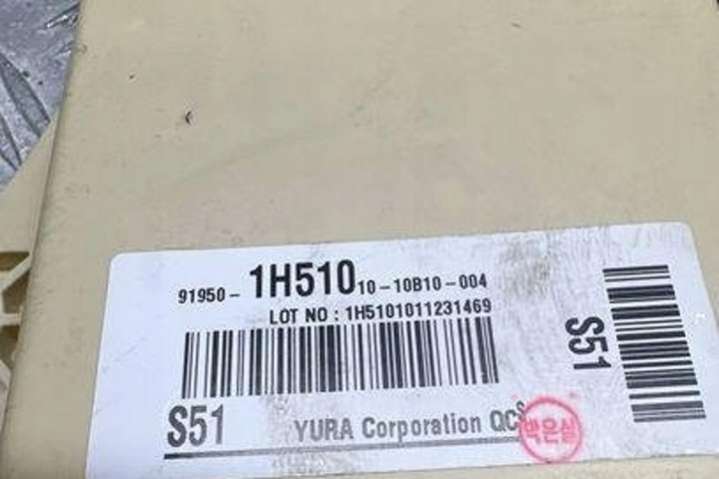 91950-1H510 10-10B10-004
LOT NO : 1H5101011231469
S51
YURA Corporation QC
박은실
S51